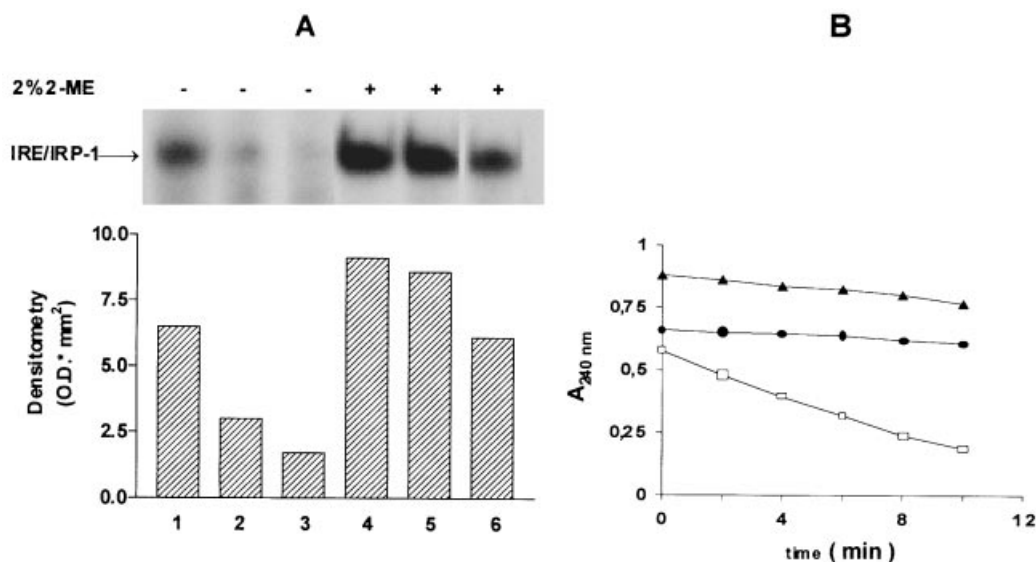 A
2%2-ME - - - + + +
IRE/IRP-1
10.0
7.5
5.0
2.5
0.0
Densitometry
(O.D.* mm²)
1 2 3 4 5 6
B
1
0,75
0,5
0,25
0
A240 nm
0 4 8 12
time ( min )